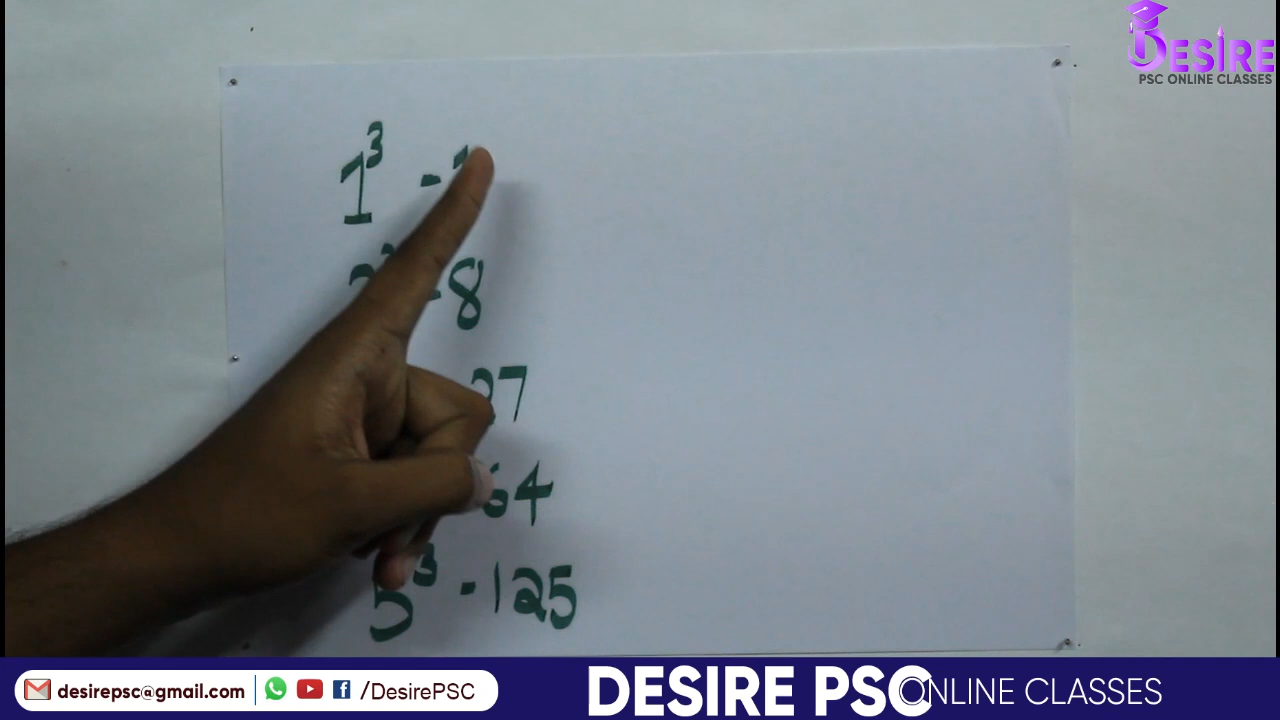 DESIRE
PSC ONLINE CLASSES
1³ -
- 8
27
64
5³ - 125
desirepsc@gmail.com
/DesirePSC
DESIRE PSC ONLINE CLASSES